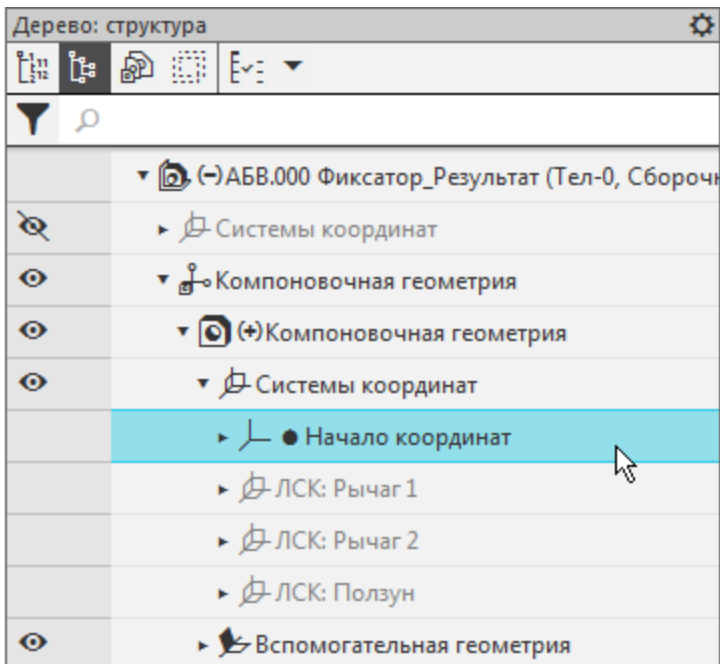 Дерево: структура
(-)АБВ.000 Фиксатор_Результат (Тел-0, Сбороч
Системы координат
Компоновочная геометрия
(+)Компоновочная геометрия
Системы координат
Начало координат
ЛСК: Рычаг 1
ЛСК: Рычаг 2
ЛСК: Ползун
Вспомогательная геометрия